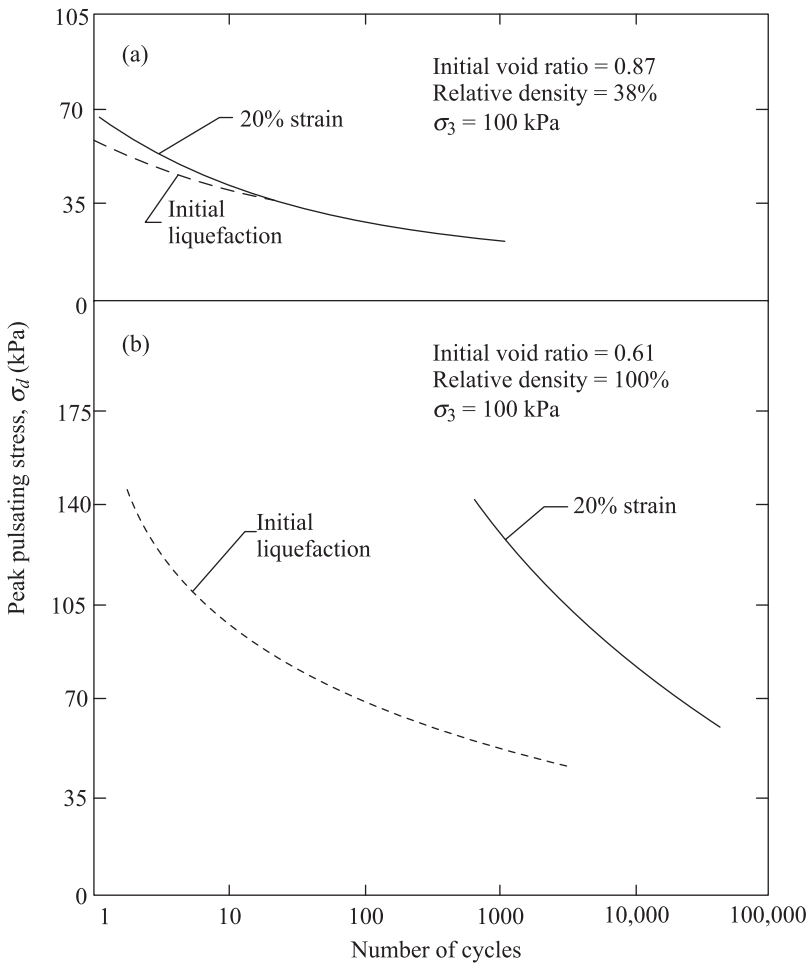 105
(a)
Initial void ratio = 0.87
Relative density = 38%
σ3 = 100 kPa
70
20% strain
35
Initial
liquefaction
0
Peak pulsating stress, σd (kPa)
(b)
Initial void ratio = 0.61
Relative density = 100%
σ3 = 100 kPa
175
140
Initial
liquefaction
20% strain
105
70
35
0
1 10 100 1000 10,000 100,000
Number of cycles